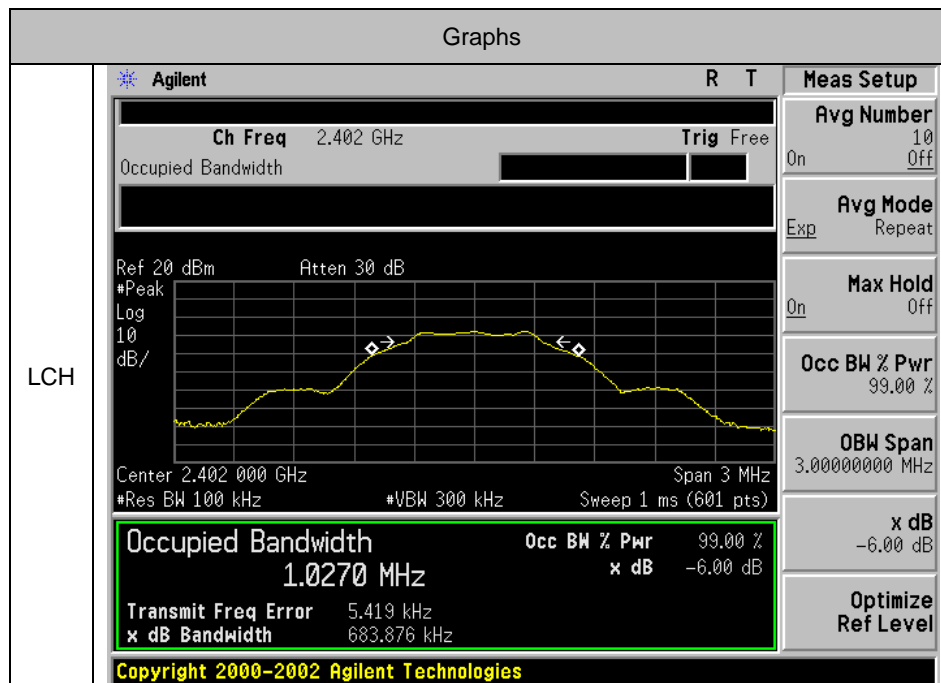 Graphs
LCH
Agilent R T
Ch Freq 2.402 GHz Trig Free
Occupied Bandwidth
Ref 20 dBm Atten 30 dB
#Peak
Log
10
dB/
Center 2.402 000 GHz Span 3 MHz
#Res BW 100 kHz #VBW 300 kHz Sweep 1 ms (601 pts)
Occupied Bandwidth Occ BW % Pwr 99.00 %
1.0270 MHz x dB -6.00 dB
Transmit Freq Error 5.419 kHz
x dB Bandwidth 683.876 kHz
Copyright 2000-2002 Agilent Technologies
Meas Setup
Avg Number
10
On Off
Avg Mode
Exp Repeat
Max Hold
On Off
Occ BW % Pwr
99.00 %
OBW Span
3.00000000 MHz
x dB
-6.00 dB
Optimize
Ref Level